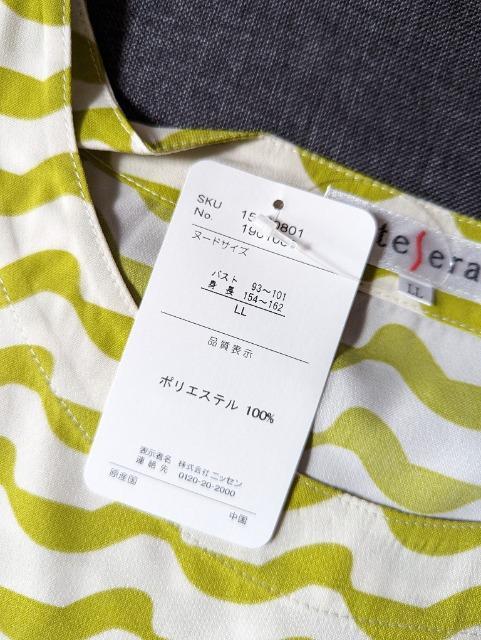 SKU
No.
ヌードサイズ
バスト 93～101
身 長 154～162
LL
品質表示
ポリエステル 100%
表示者名 株式会社ニッセン
連 絡 先 0120-20-2000
原産国 中国
LL